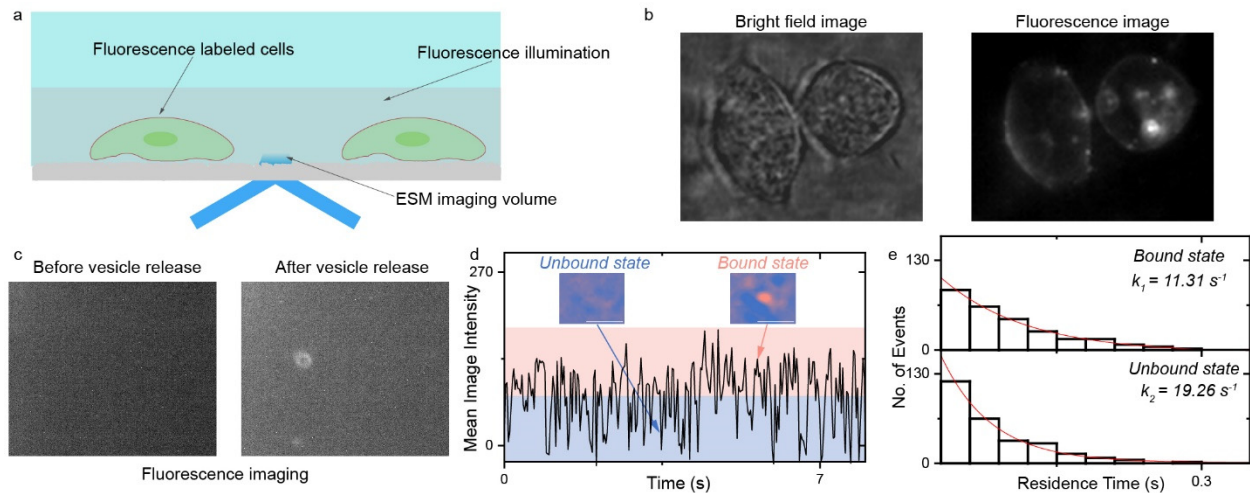 a
Fluorescence labeled cells
Fluorescence illumination
ESM imaging volume
b
Bright field image
Fluorescence image
c
Before vesicle release
After vesicle release
Fluorescence imaging
d
270
0
Mean Image Intensity
Unbound state
Bound state
0
7
Time (s)
e
130
Bound state
k₁ = 11.31 s⁻¹
0
130
Unbound state
k₂ = 19.26 s⁻¹
0
No. of Events
0.3
Residence Time (s)